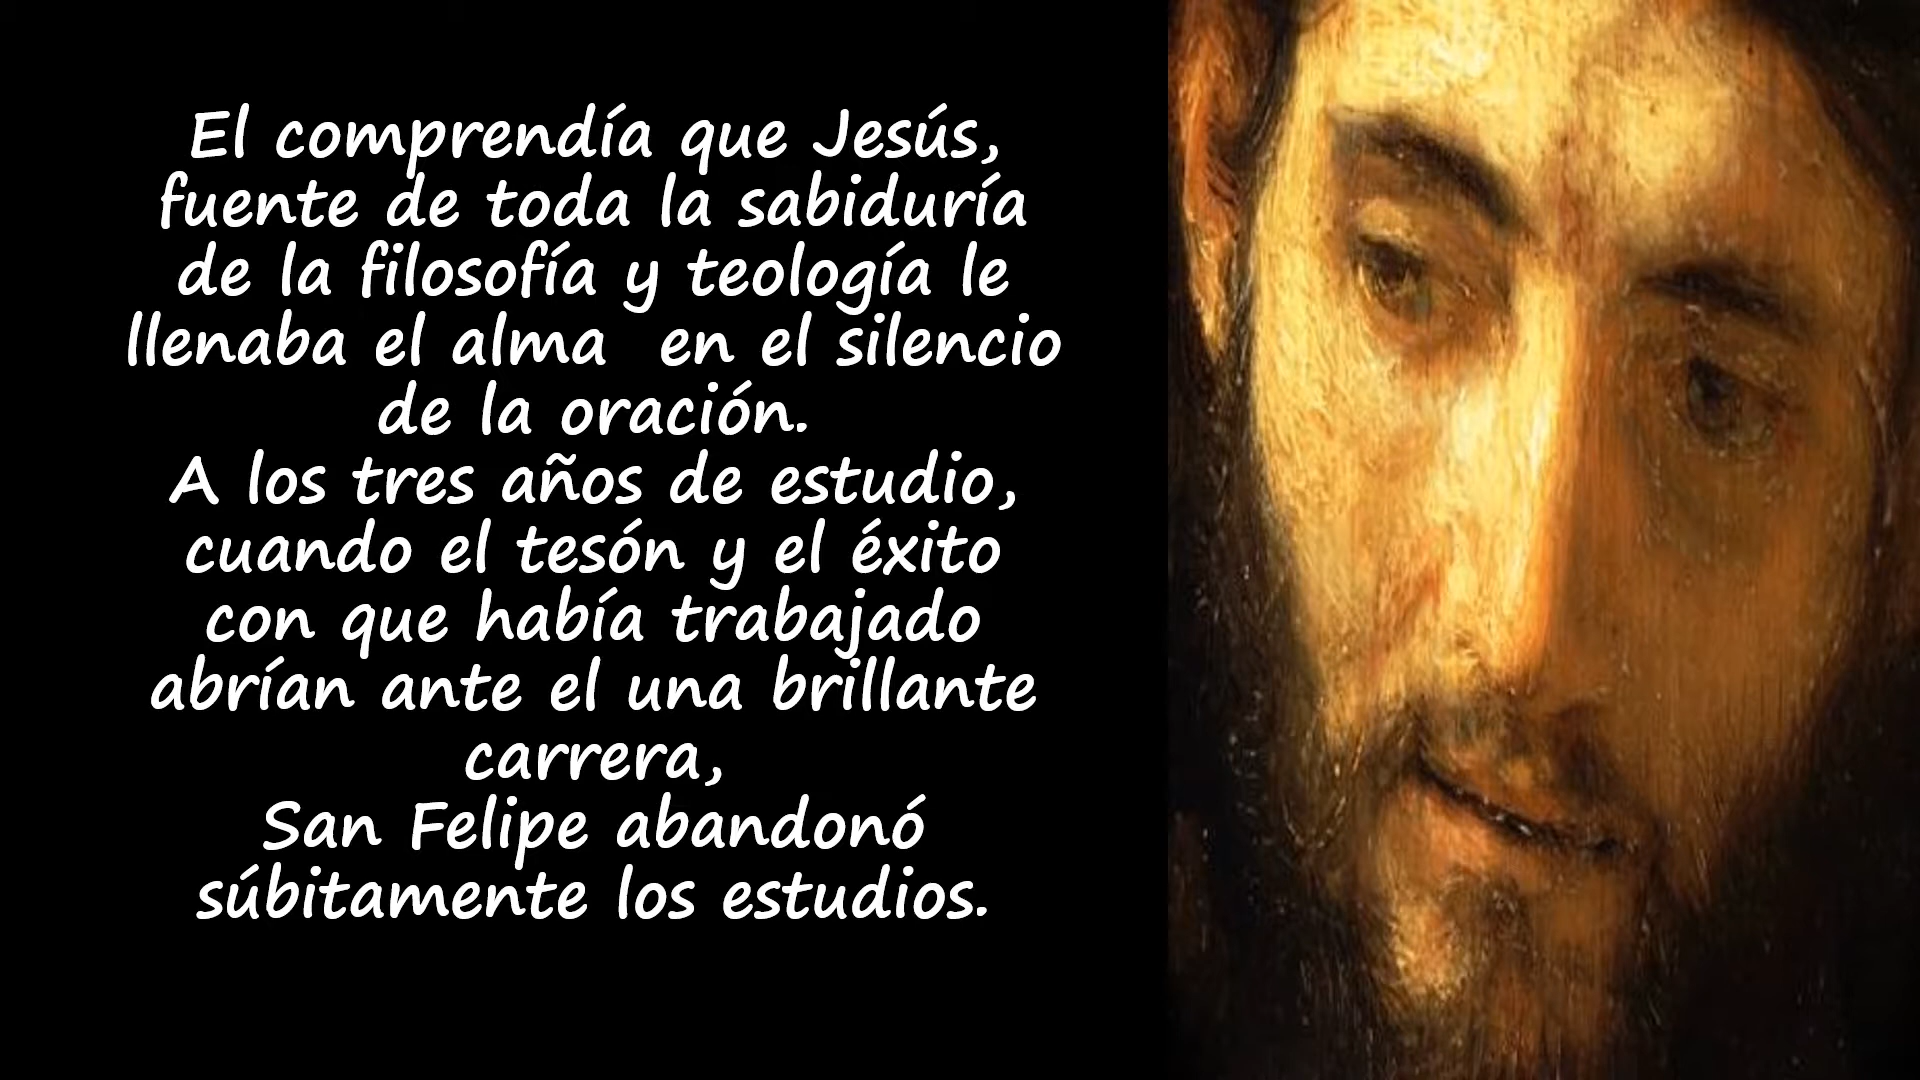 El comprendía que Jesús,
fuente de toda la sabiduría
de la filosofía y teología le
llenaba el alma  en el silencio
de la oración.
A los tres años de estudio,
cuando el tesón y el éxito
con que había trabajado
abrían ante el una brillante
carrera,
San Felipe abandonó
súbitamente los estudios.